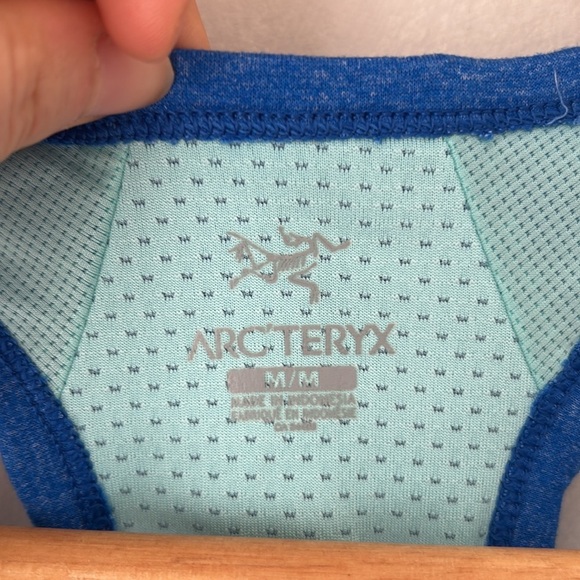 ARC'TERYX
M/M
MADE IN INDONESIA
FABRIQUÉ EN INDONÉSIE